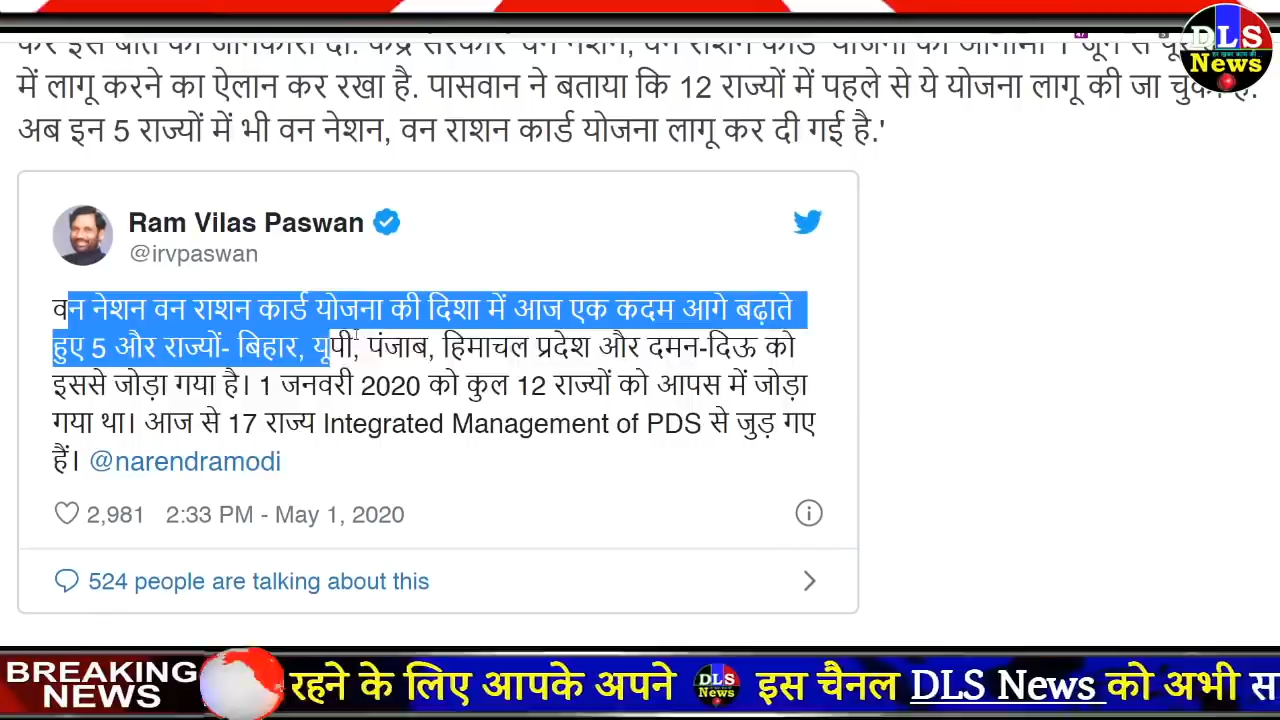 में लागू करने का ऐलान कर रखा है. पासवान ने बताया कि 12 राज्यों में पहले से ये योजना लागू की जा
अब इन 5 राज्यों में भी वन नेशन, वन राशन कार्ड योजना लागू कर दी गई है.'
DLS
News
Ram Vilas Paswan
@irvpaswan
वन नेशन वन राशन कार्ड योजना की दिशा में आज एक कदम आगे बढ़ाते
हुए 5 और राज्यों- बिहार, यूपी, पंजाब, हिमाचल प्रदेश और दमन-दिऊ को
इससे जोड़ा गया है। 1 जनवरी 2020 को कुल 12 राज्यों को आपस में जोड़ा
गया था। आज से 17 राज्य Integrated Management of PDS से जुड़ गए
हैं। @narendramodi
2,981 2:33 PM - May 1, 2020
524 people are talking about this
BREAKING
NEWS
रहने के लिए आपके अपने DLS News इस चैनल DLS News को अभी